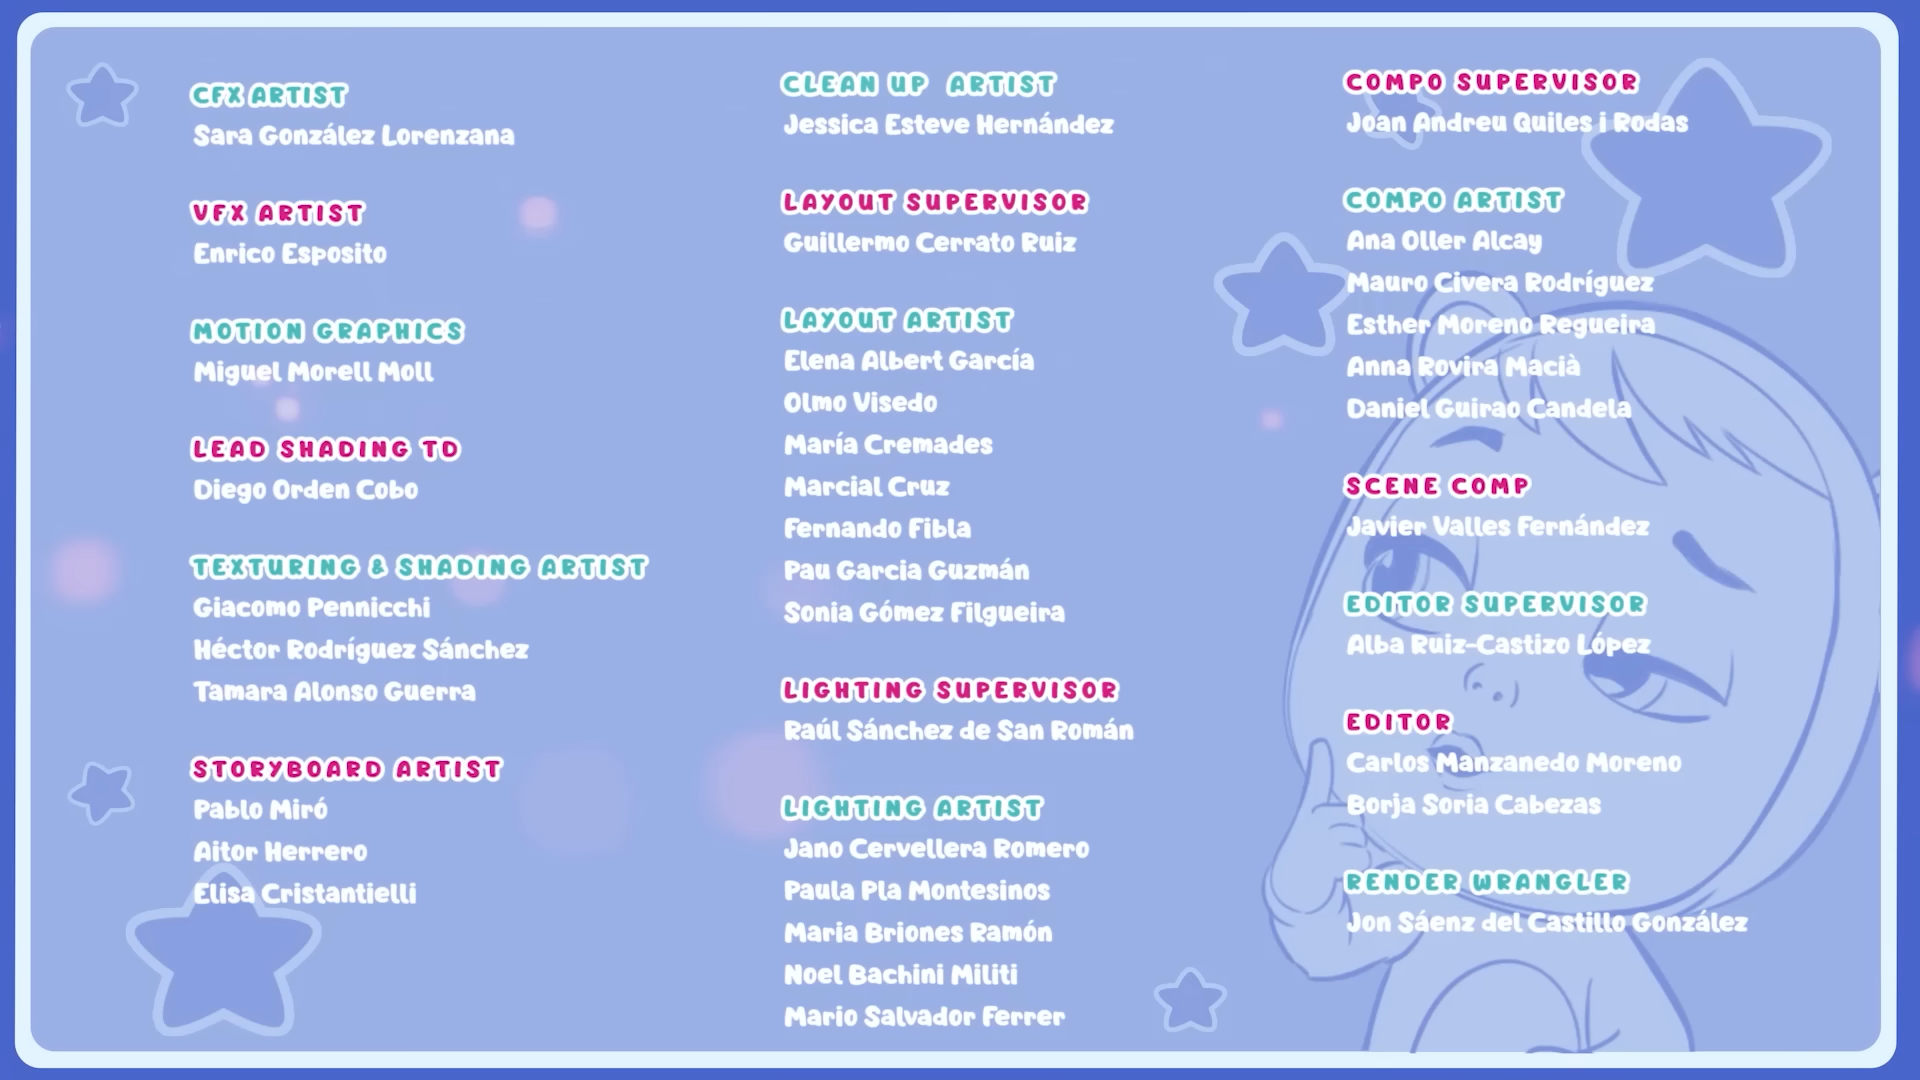 CFX ARTIST
Sara González Lorenzana
VFX ARTIST
Enrico Esposito
MOTION GRAPHICS
Miguel Morell Moll
LEAD SHADING TD
Diego Orden Cobo
TEXTURING & SHADING ARTIST
Giacomo Pennicchi
Héctor Rodríguez Sánchez
Tamara Alonso Guerra
STORYBOARD ARTIST
Pablo Miró
Aitor Herrero
Elisa Cristantielli
CLEAN UP ARTIST
Jessica Esteve Hernández
LAYOUT SUPERVISOR
Guillermo Cerrato Ruiz
LAYOUT ARTIST
Elena Albert García
Olmo Visedo
María Cremades
Marcial Cruz
Fernando Fibla
Pau Garcia Guzmán
Sonia Gómez Filgueira
LIGHTING SUPERVISOR
Raúl Sánchez de San Román
LIGHTING ARTIST
Jano Cervellera Romero
Paula Pla Montesinos
Maria Briones Ramón
Noel Bachini Militi
Mario Salvador Ferrer
COMPO SUPERVISOR
Joan Andreu Quiles i Rodas
COMPO ARTIST
Ana Oller Alcay
Mauro Civera Rodríguez
Esther Moreno Regueira
Anna Rovira Macià
Daniel Guirao Candela
SCENE COMP
Javier Valles Fernández
EDITOR SUPERVISOR
Alba Ruiz-Castizo López
EDITOR
Carlos Manzanedo Moreno
Borja Soria Cabezas
RENDER WRANGLER
Jon Sáenz del Castillo González